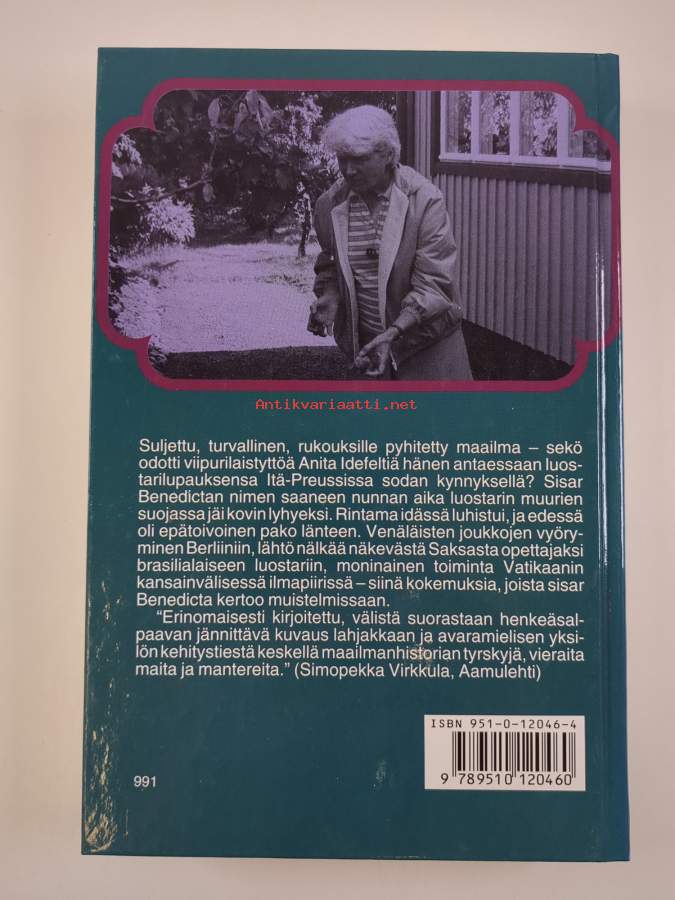 Antikvariaatti.net
Suljettu, turvallinen, rukouksille pyhitetty maailma – sekö
odotti viipurilaistyttöä Anita Idefeltiä hänen antaessaan luos-
tarilupauksensa Itä-Preussissa sodan kynnyksellä? Sisar
Benedictan nimen saaneen nunnan aika luostarin muurien
suojassa jäi kovin lyhyeksi. Rintama idässä luhistui, ja edessä
oli epätoivoinen pako länteen. Venäläisten joukkojen vyöry-
minen Berliiniin, lähtö nälkää näkevästä Saksasta opettajaksi
brasilialaiseen luostariin, moninainen toiminta Vatikaanin
kansainvälisessä ilmapiirissä – siinä kokemuksia, joista sisar
Benedicta kertoo muistelmissaan.
"Erinomaisesti kirjoitettu, välistä suorastaan henkeäsal-
paavan jännittävä kuvaus lahjakkaan ja avaramielisen yksi-
lön kehitystiestä keskellä maailmanhistorian tyrskyjä, vieraita
maita ja mantereita." (Simopekka Virkkula, Aamulehti)
ISBN 951-0-12046-4
9 789510 120460
991